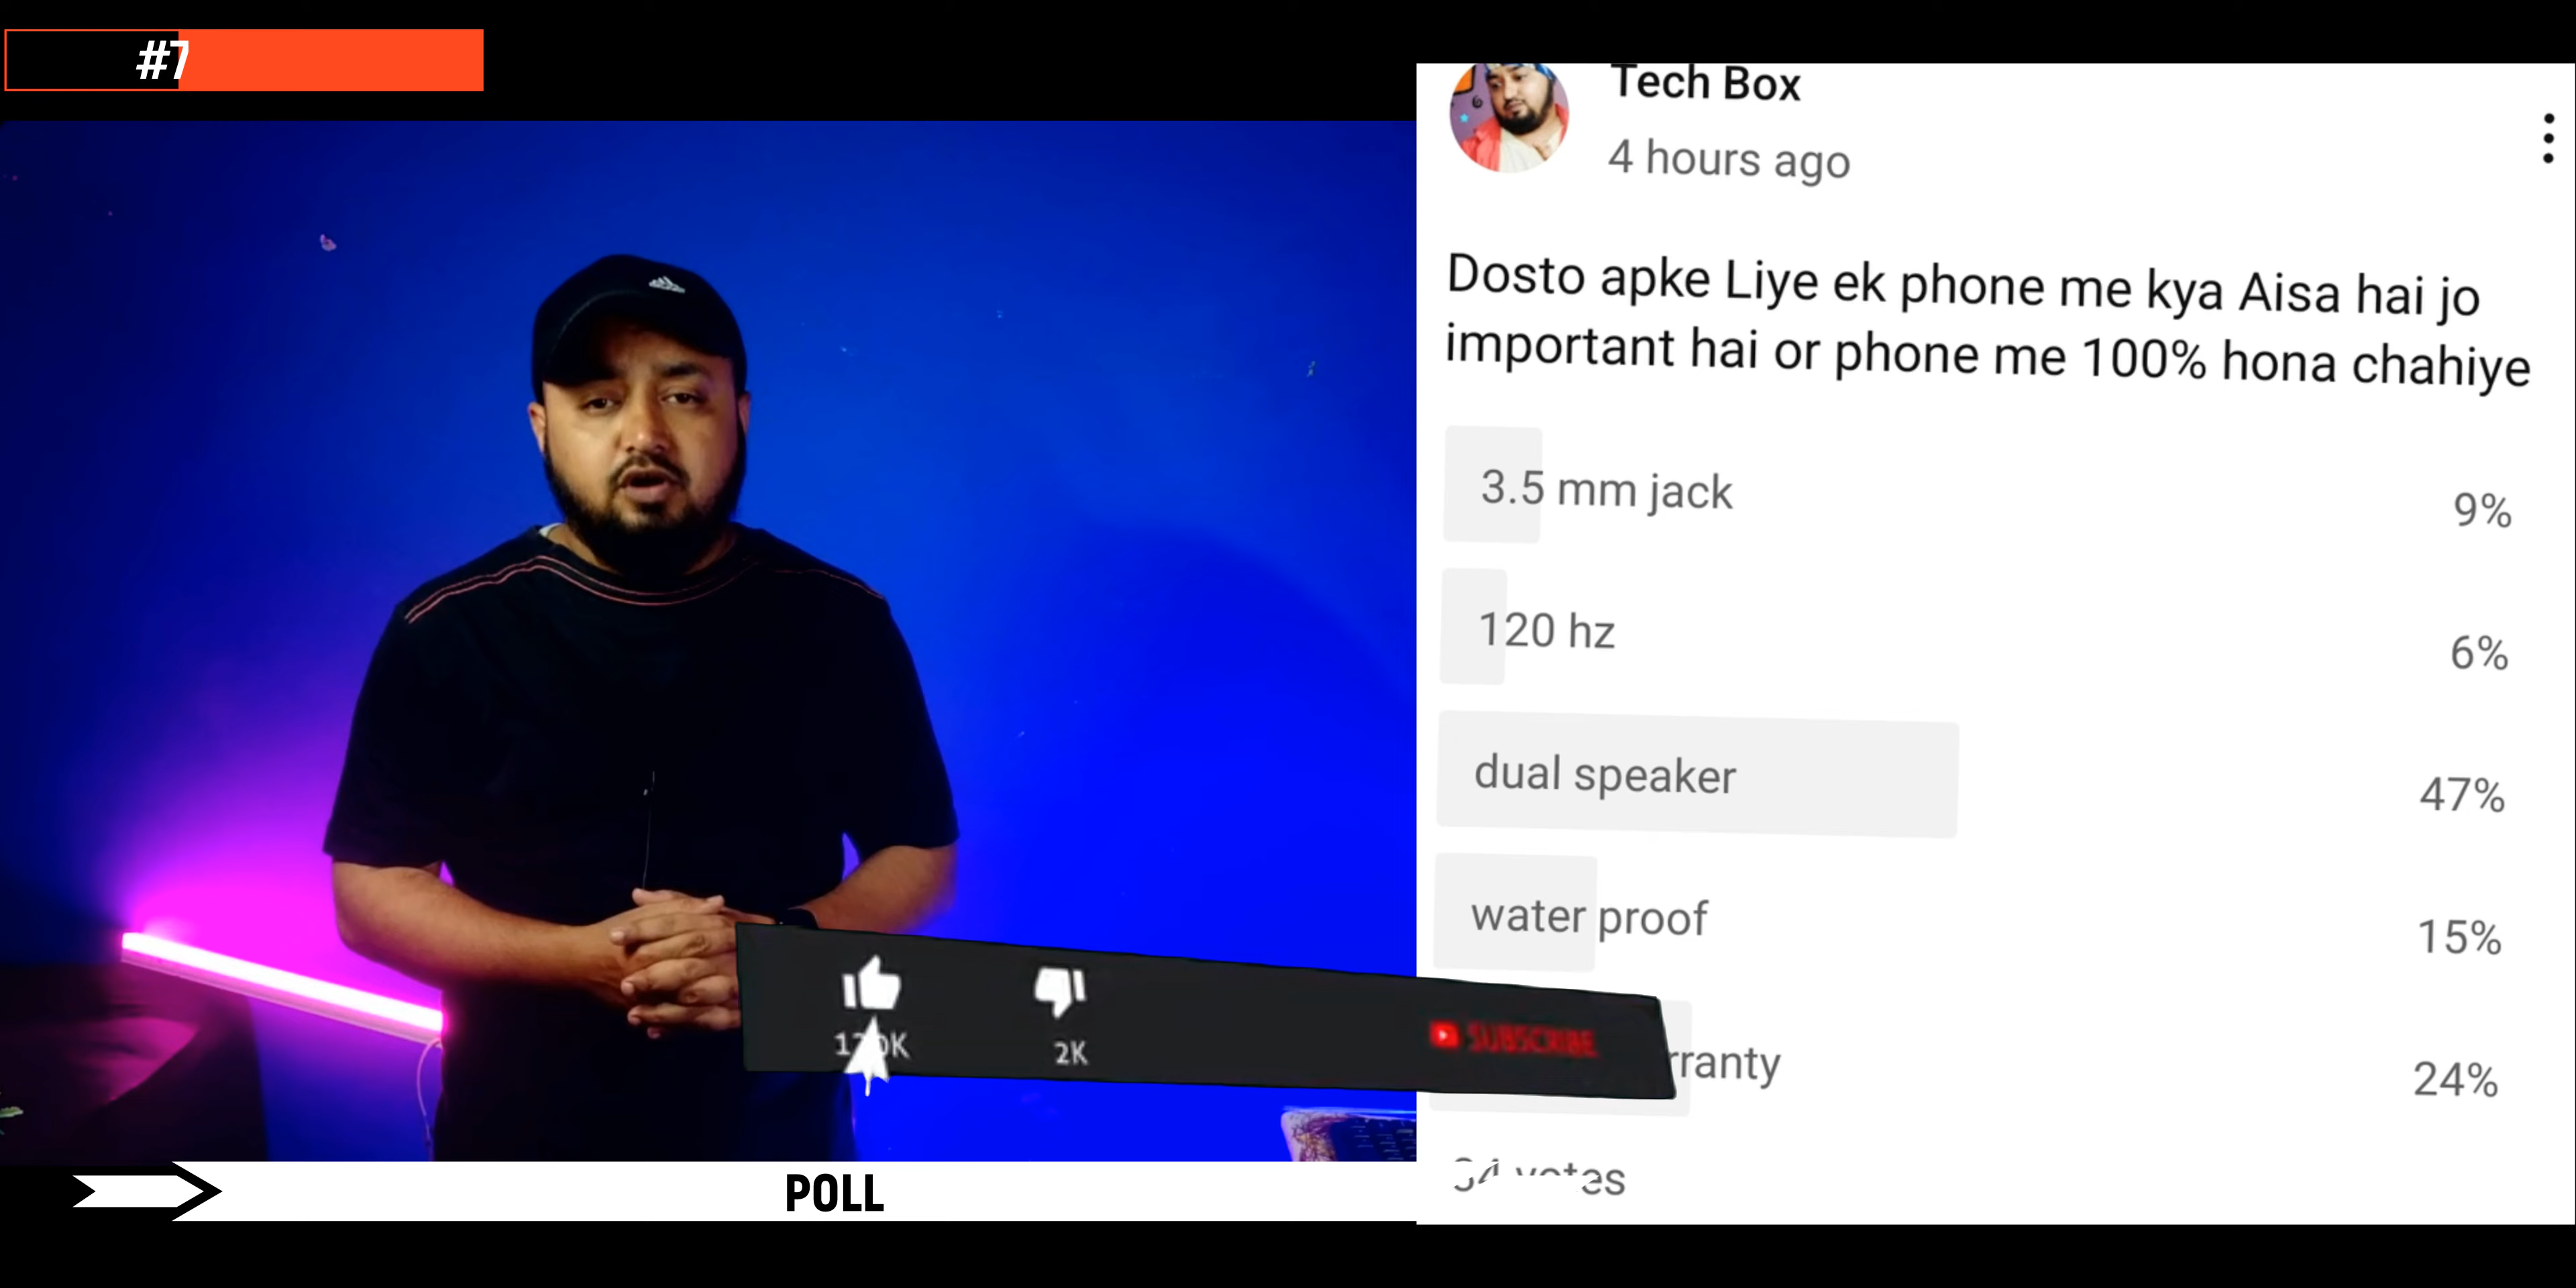 #7
Tech Box
4 hours ago
Dosto apke Liye ek phone me kya Aisa hai jo
important hai or phone me 100% hona chahiye
3.5 mm jack
9%
120 hz
6%
dual speaker
47%
water proof
15%
24%
votes
2K
SUBSCRIBE
POLL